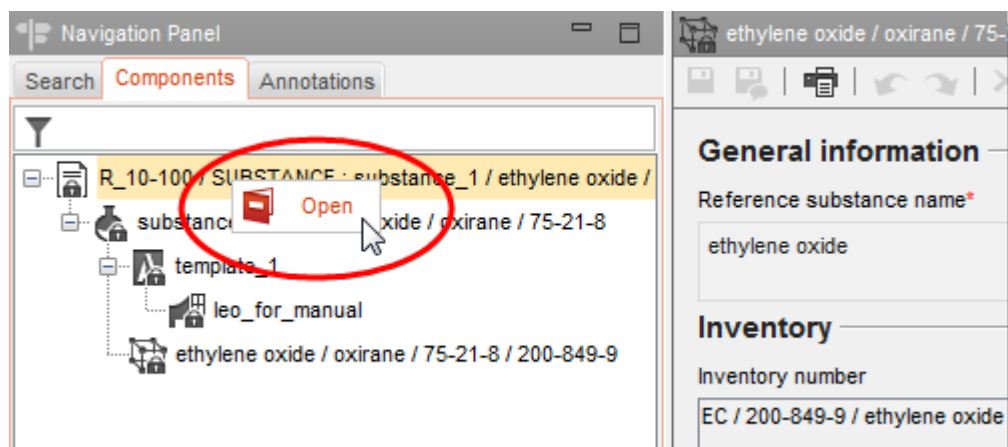 Navigation Panel
Search Components Annotations
R_10-100 / SUBSTANCE : substance_1 / ethylene oxide /
Open
substance oxide / oxirane / 75-21-8
template_1
leo_for_manual
ethylene oxide / oxirane / 75-21-8 / 200-849-9
ethylene oxide / oxirane / 75-
General information
Reference substance name*
ethylene oxide
Inventory
Inventory number
EC / 200-849-9 / ethylene oxide